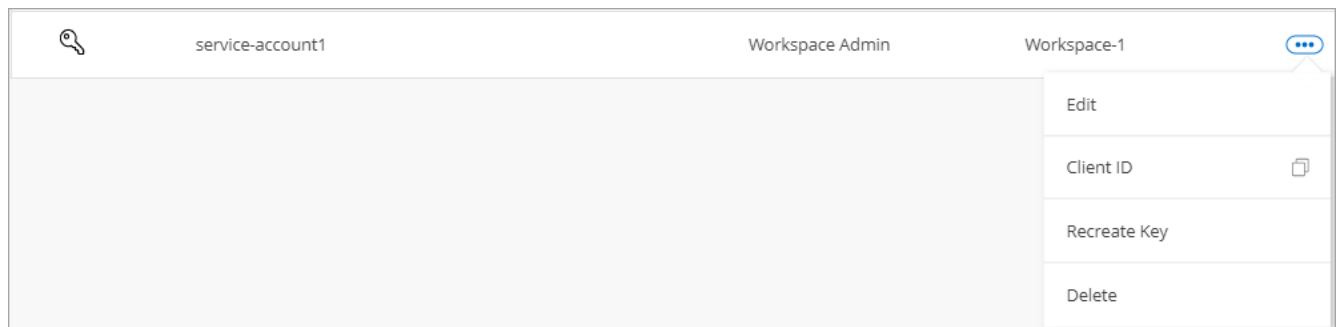 service-account1 Workspace Admin Workspace-1
Edit
Client ID
Recreate Key
Delete